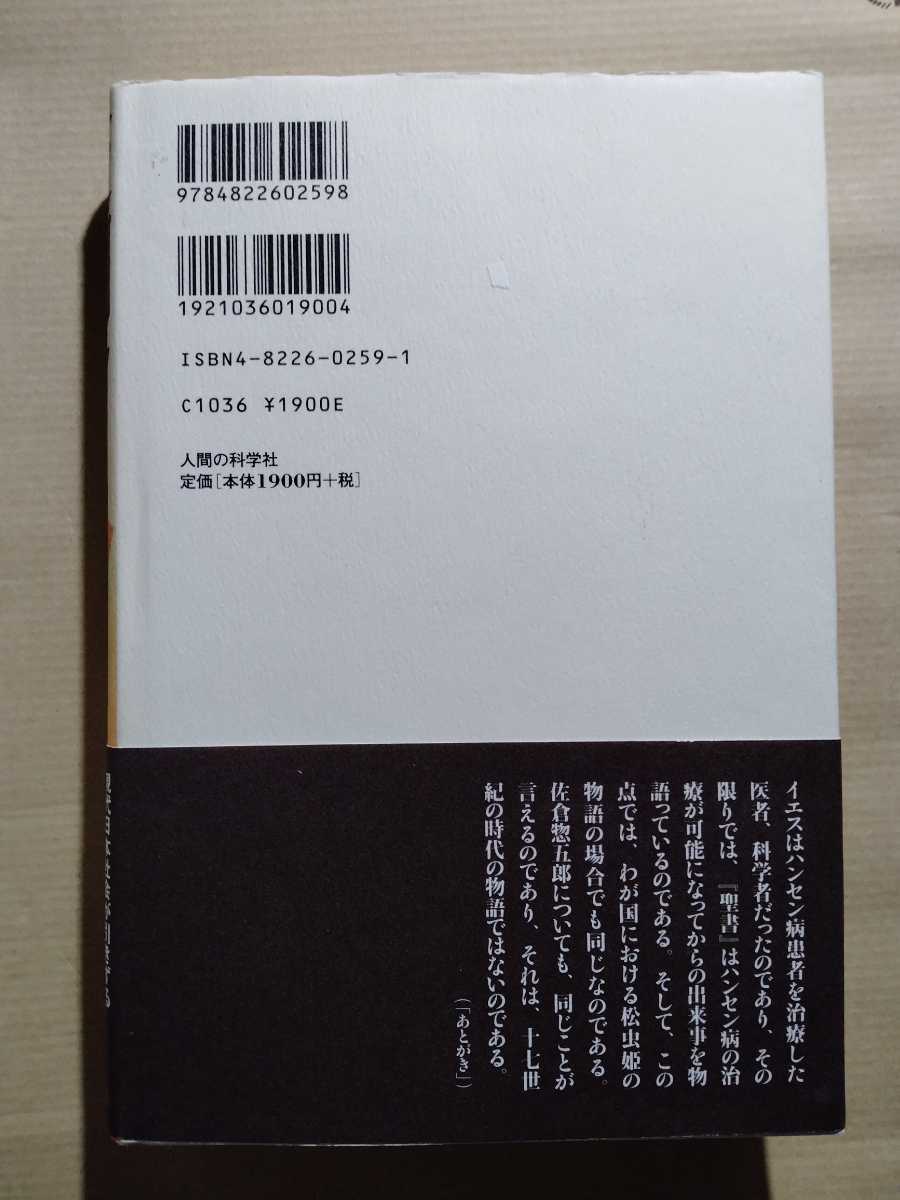 9784822602598
1921036019004
ISBN4-8226-0259-1
C1036 ¥1900E
人間の科学社
定価[本体1900円+税]
イエスはハンセン病患者を治療した
医者、科学者だったのであり、その
限りでは、『聖書』はハンセン病の治
療が可能になってからの出来事を物
語っているのである。そして、この
点では、わが国における松虫姫の
物語の場合でも同じなのである。
佐倉惣五郎についても、同じことが
言えるのであり、それは、十七世
紀の時代の物語ではないのである。
(「あとがき」)